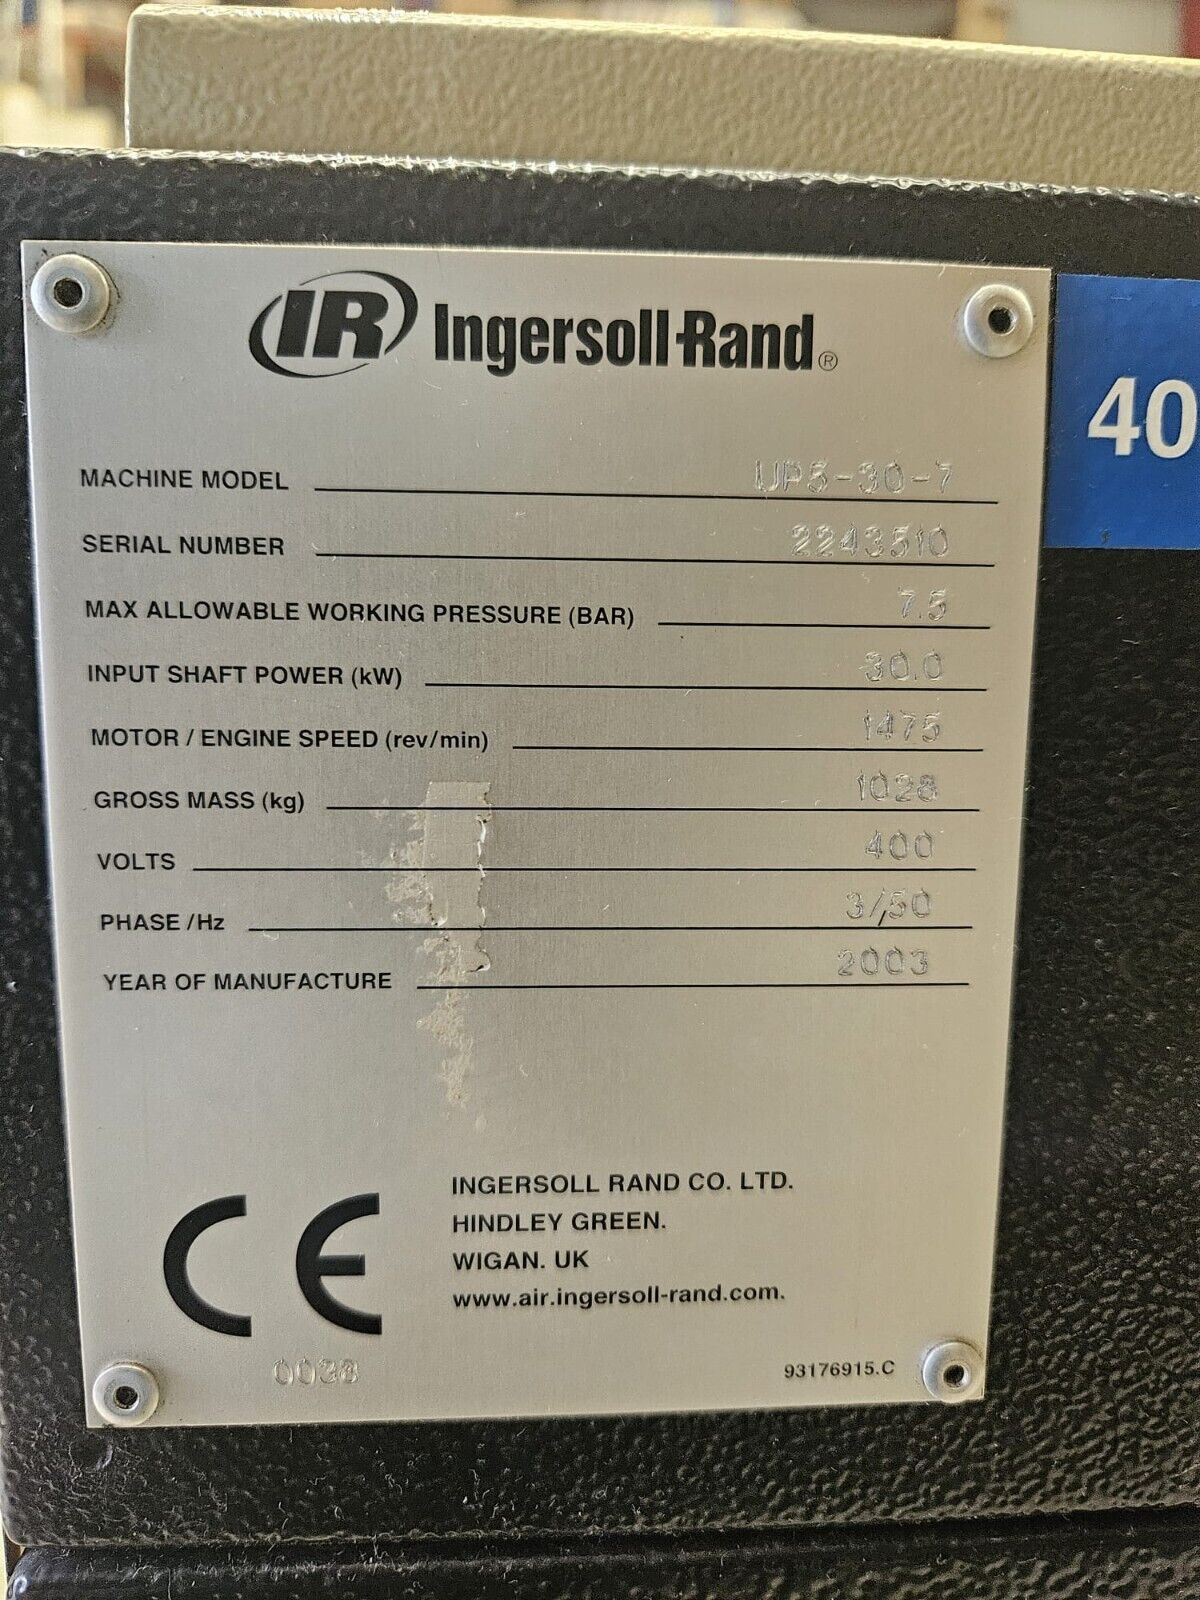 IR Ingersoll-Rand®
40
MACHINE MODEL UP5-30-7
SERIAL NUMBER 2243510
MAX ALLOWABLE WORKING PRESSURE (BAR) 7.5
INPUT SHAFT POWER (kW) 30.0
MOTOR / ENGINE SPEED (rev/min) 1475
GROSS MASS (kg) 1028
VOLTS 400
PHASE /Hz 3/50
YEAR OF MANUFACTURE 2003
INGERSOLL RAND CO. LTD.
HINDLEY GREEN.
WIGAN. UK
www.air.ingersoll-rand.com.
CE
0038
93176915.C